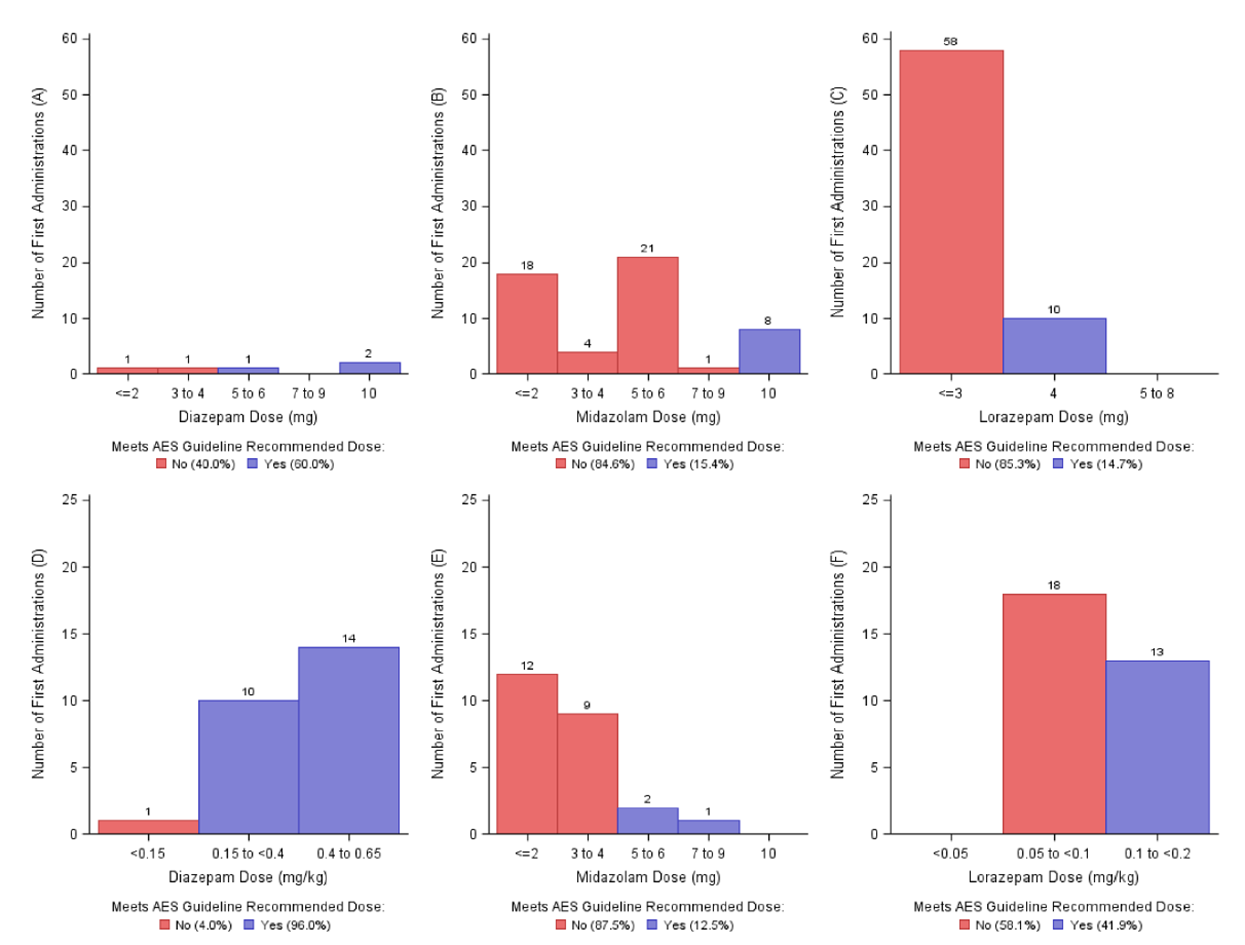 Number of First Administrations (A)
60
50
40
30
20
10
0
1
1
1
2
<=2 3 to 4 5 to 6 7 to 9 10
Diazepam Dose (mg)
Meets AES Guideline Recommended Dose:
No (40.0%) Yes (60.0%)
Number of First Administrations (B)
60
50
40
30
20
10
0
18
4
21
1
8
<=2 3 to 4 5 to 6 7 to 9 10
Midazolam Dose (mg)
Meets AES Guideline Recommended Dose:
No (84.6%) Yes (15.4%)
Number of First Administrations (C)
60
50
40
30
20
10
0
58
10
<=3 4 5 to 8
Lorazepam Dose (mg)
Meets AES Guideline Recommended Dose:
No (85.3%) Yes (14.7%)
Number of First Administrations (D)
25
20
15
10
5
0
1
10
14
<0.15 0.15 to <0.4 0.4 to 0.65
Diazepam Dose (mg/kg)
Meets AES Guideline Recommended Dose:
No (4.0%) Yes (96.0%)
Number of First Administrations (E)
25
20
15
10
5
0
12
9
2
1
<=2 3 to 4 5 to 6 7 to 9 10
Midazolam Dose (mg)
Meets AES Guideline Recommended Dose:
No (87.5%) Yes (12.5%)
Number of First Administrations (F)
25
20
15
10
5
0
18
13
<0.05 0.05 to <0.1 0.1 to <0.2
Lorazepam Dose (mg/kg)
Meets AES Guideline Recommended Dose:
No (58.1%) Yes (41.9%)